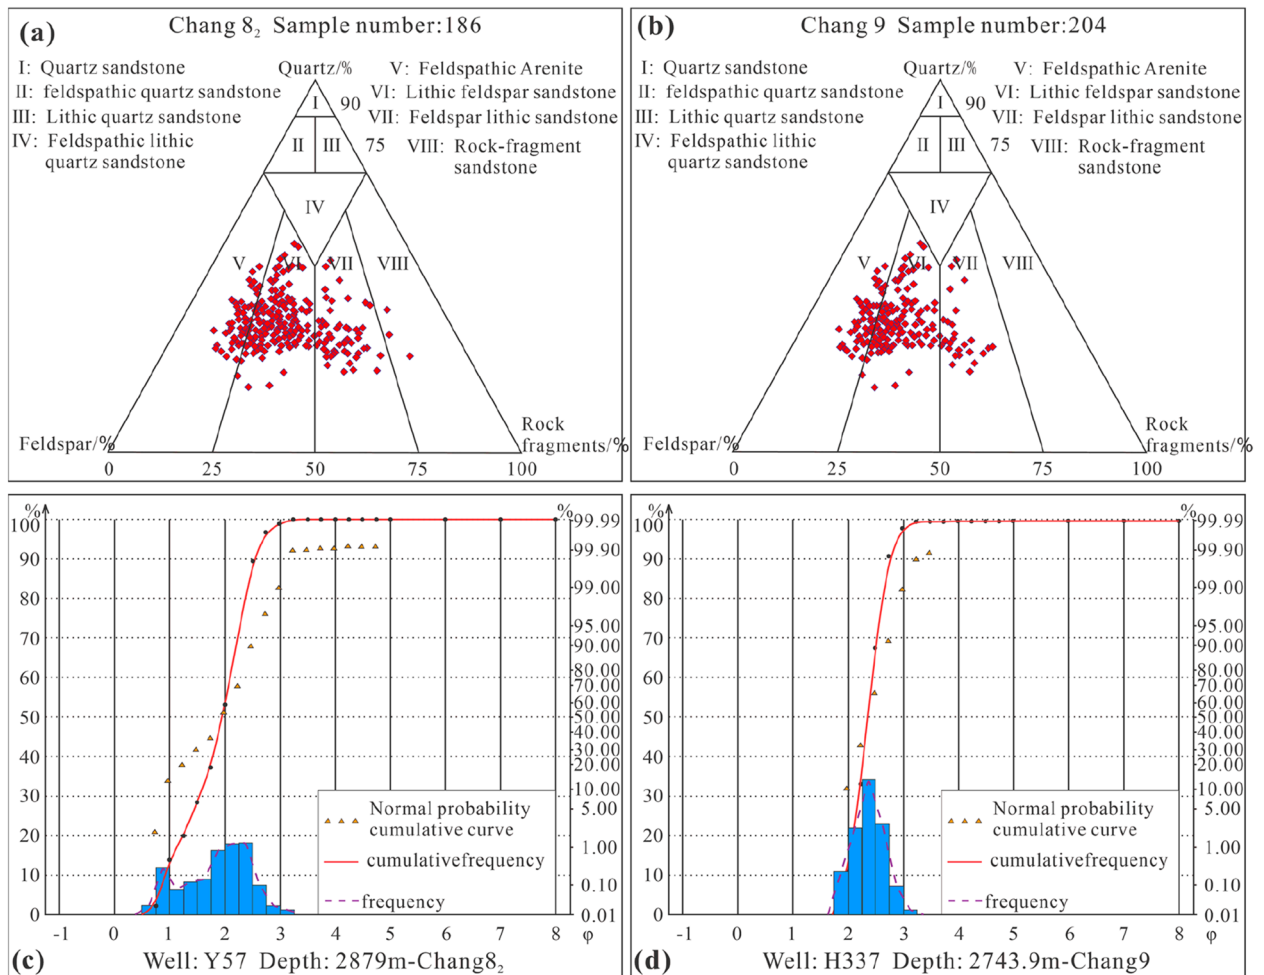 (a)
Chang 8₂ Sample number:186
I: Quartz sandstone
II: feldspathic quartz sandstone
III: Lithic quartz sandstone
IV: Feldspathic lithic
quartz sandstone
Quartz/%
V: Feldspathic Arenite
VI: Lithic feldspar sandstone
VII: Feldspar lithic sandstone
VIII: Rock-fragment
sandstone
I
90
II
III
75
IV
V
VI
VII
VIII
Feldspar/%
Rock
fragments/%
0
25
50
75
100
(b)
Chang 9 Sample number:204
I: Quartz sandstone
II: feldspathic quartz sandstone
III: Lithic quartz sandstone
IV: Feldspathic lithic
quartz sandstone
Quartz/%
V: Feldspathic Arenite
VI: Lithic feldspar sandstone
VII: Feldspar lithic sandstone
VIII: Rock-fragment
sandstone
I
90
II
III
75
IV
V
VI
VII
VIII
Feldspar/%
Rock
fragments/%
0
25
50
75
100
%
100
90
80
70
60
50
40
30
20
10
0
%
99.99
99.90
99.00
95.00
90.00
80.00
70.00
60.00
50.00
40.00
30.00
20.00
10.00
5.00
1.00
0.10
0.01
Normal probability
cumulative curve
cumulativefrequency
frequency
-1
0
1
2
3
4
5
6
7
8
φ
(c)
Well: Y57 Depth: 2879m-Chang8₂
%
100
90
80
70
60
50
40
30
20
10
0
%
99.99
99.90
99.00
95.00
90.00
80.00
70.00
60.00
50.00
40.00
30.00
20.00
10.00
5.00
1.00
0.10
0.01
Normal probability
cumulative curve
cumulativefrequency
frequency
-1
0
1
2
3
4
5
6
7
8
φ
(d)
Well: H337 Depth: 2743.9m-Chang9